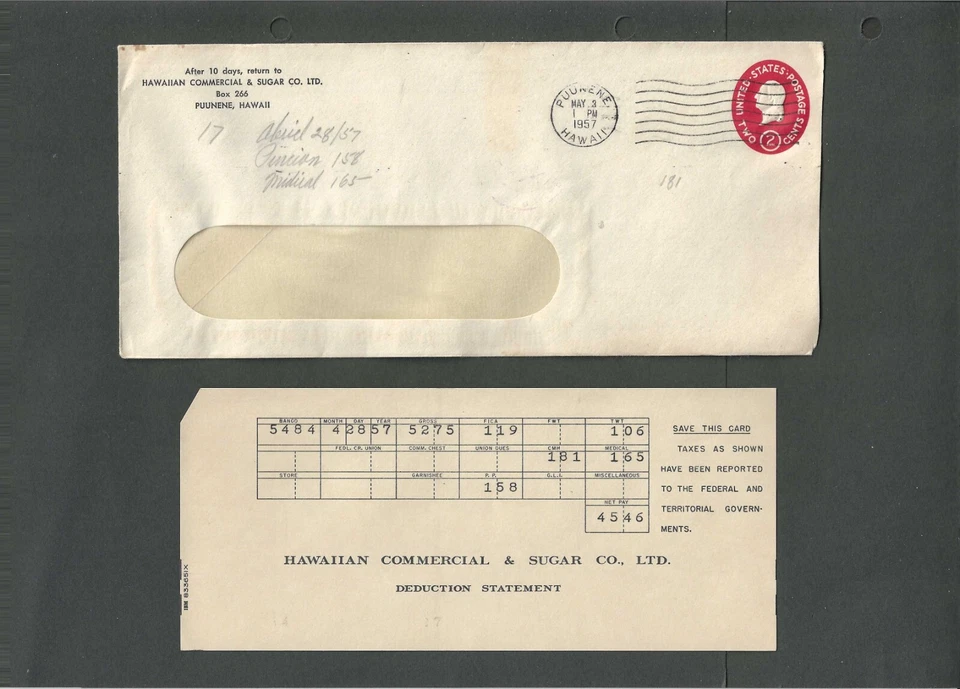 After 10 days, return to
HAWAIIAN COMMERCIAL & SUGAR CO. LTD.
Box 266
PUUNENE, HAWAII
PUUNENE,
MAY 3
1 PM
1957
HAWAII
UNITED STATES POSTAGE
TWO CENTS
2
17 April 28/57
Pincion 158
Midical 165
181
BANGO MONTH DAY YEAR GROSS FICA FWT TWT
5484 4 28 57 5275 119 106
FEDL. CR. UNION COMM. CHEST UNION DUES CMH MEDICAL
181 165
STORE GARNISHEE P. P. G.L.I. MISCELLANEOUS
158
NET PAY
4546
SAVE THIS CARD
TAXES AS SHOWN
HAVE BEEN REPORTED
TO THE FEDERAL AND
TERRITORIAL GOVERN-
MENTS.
HAWAIIAN COMMERCIAL & SUGAR CO., LTD.
DEDUCTION STATEMENT
17